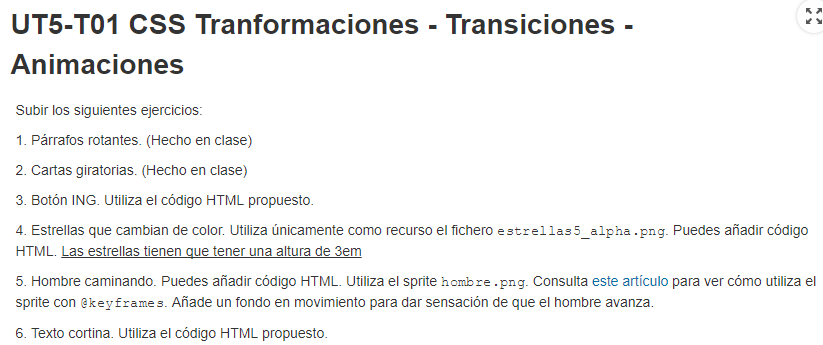 UT5-T01 CSS Tranformaciones - Transiciones -
Animaciones
Subir los siguientes ejercicios:
1. Párrafos rotantes. (Hecho en clase)
2. Cartas giratorias. (Hecho en clase)
3. Botón ING. Utiliza el código HTML propuesto.
4. Estrellas que cambian de color. Utiliza únicamente como recurso el fichero estrellas5_alpha.png. Puedes añadir código
HTML. Las estrellas tienen que tener una altura de 3em
5. Hombre caminando. Puedes añadir código HTML. Utiliza el sprite hombre.png. Consulta este artículo para ver cómo utiliza el
sprite con @keyframes. Añade un fondo en movimiento para dar sensación de que el hombre avanza.
6. Texto cortina. Utiliza el código HTML propuesto.